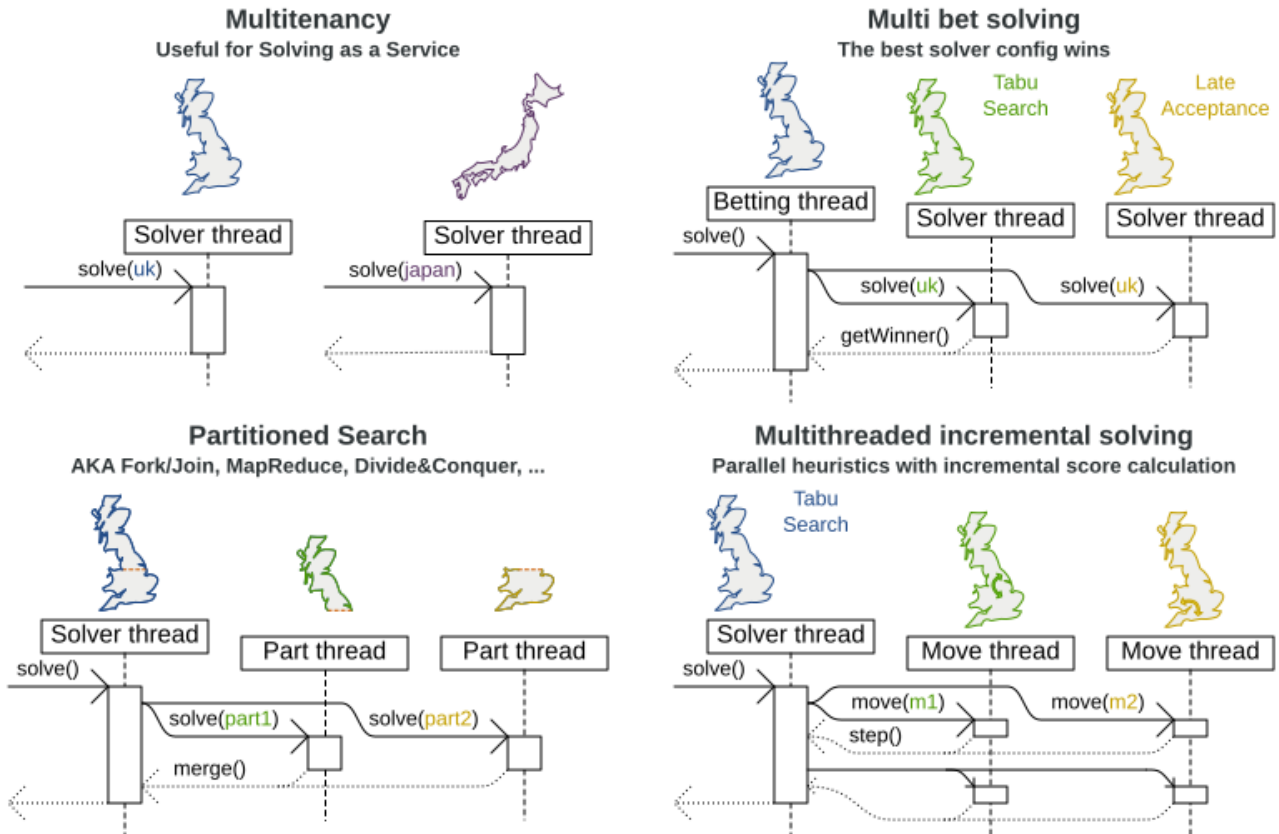 Multitenancy
Useful for Solving as a Service
Solver thread
Solver thread
solve(uk)
solve(japan)
Multi bet solving
The best solver config wins
Tabu
Search
Late
Acceptance
Betting thread
Solver thread
Solver thread
solve()
solve(uk)
solve(uk)
getWinner()
Partitioned Search
AKA Fork/Join, MapReduce, Divide&Conquer, ...
Solver thread
Part thread
Part thread
solve()
solve(part1)
solve(part2)
merge()
Multithreaded incremental solving
Parallel heuristics with incremental score calculation
Tabu
Search
Solver thread
Move thread
Move thread
solve()
move(m1)
move(m2)
step()